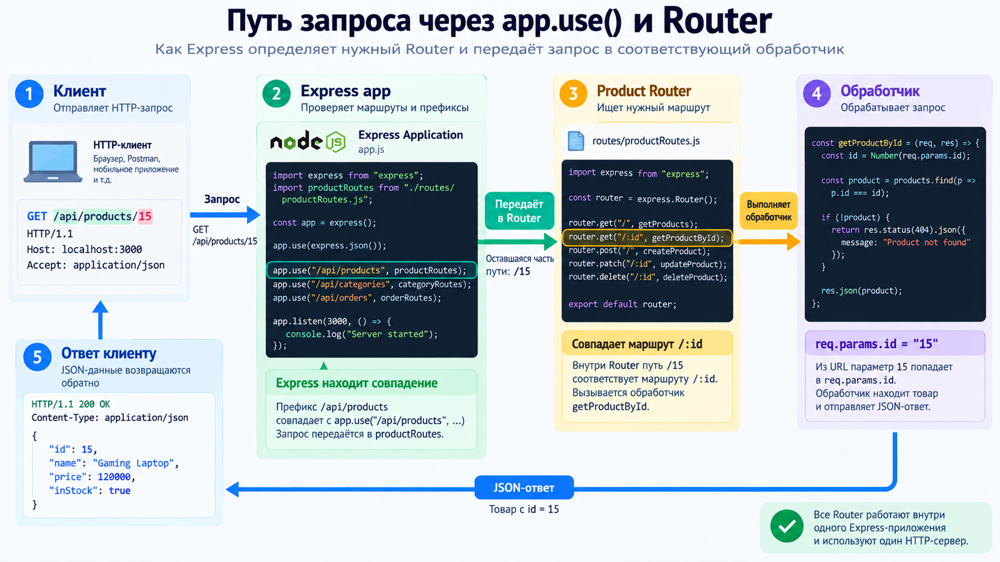 Путь запроса через app.use() и Router
Как Express определяет нужный Router и передаёт запрос в соответствующий обработчик
1
Клиент
Отправляет HTTP-запрос
HTTP-клиент
Браузер, Postman,
мобильное приложение
и т.д.
GET /api/products/15
HTTP/1.1
Host: localhost:3000
Accept: application/json
Запрос
GET
/api/products/15
2
Express app
Проверяет маршруты и префиксы
node JS
Express Application
app.js
import express from "express";
import productRoutes from "./routes/
productRoutes.js";
const app = express();
app.use(express.json());
app.use("/api/products", productRoutes);
app.use("/api/categories", categoryRoutes);
app.use("/api/orders", orderRoutes);
app.listen(3000, () => {
console.log("Server started");
});
Express находит совпадение
Префикс /api/products
совпадает с app.use("/api/products", ...)
Запрос передаётся в productRoutes.
Передаёт
в Router
Оставшаяся часть
пути: /15
3
Product Router
Ищет нужный маршрут
routes/productRoutes.js
import express from "express";
const router = express.Router();
router.get("/", getProducts);
router.get("/:id", getProductById);
router.post("/", createProduct);
router.patch("/:id", updateProduct);
router.delete("/:id", deleteProduct);
export default router;
Совпадает маршрут /:id
Внутри Router путь /15
соответствует маршруту /:id.
Вызывается обработчик
getProductById.
Выполняет
обработчик
4
Обработчик
Обрабатывает запрос
const getProductById = (req, res) => {
const id = Number(req.params.id);
const product = products.find(p =>
p.id === id);
if (!product) {
return res.status(404).json({
message: "Product not found"
});
}
res.json(product);
};
req.params.id = "15"
Из URL параметр 15 попадает
в req.params.id.
Обработчик находит товар
и отправляет JSON-ответ.
JSON-ответ
Товар с id = 15
5
Ответ клиенту
JSON-данные возвращаются
обратно
HTTP/1.1 200 OK
Content-Type: application/json
{
"id": 15,
"name": "Gaming Laptop",
"price": 120000,
"inStock": true
}
Все Router работают внутри
одного Express-приложения
и используют один HTTP-сервер.